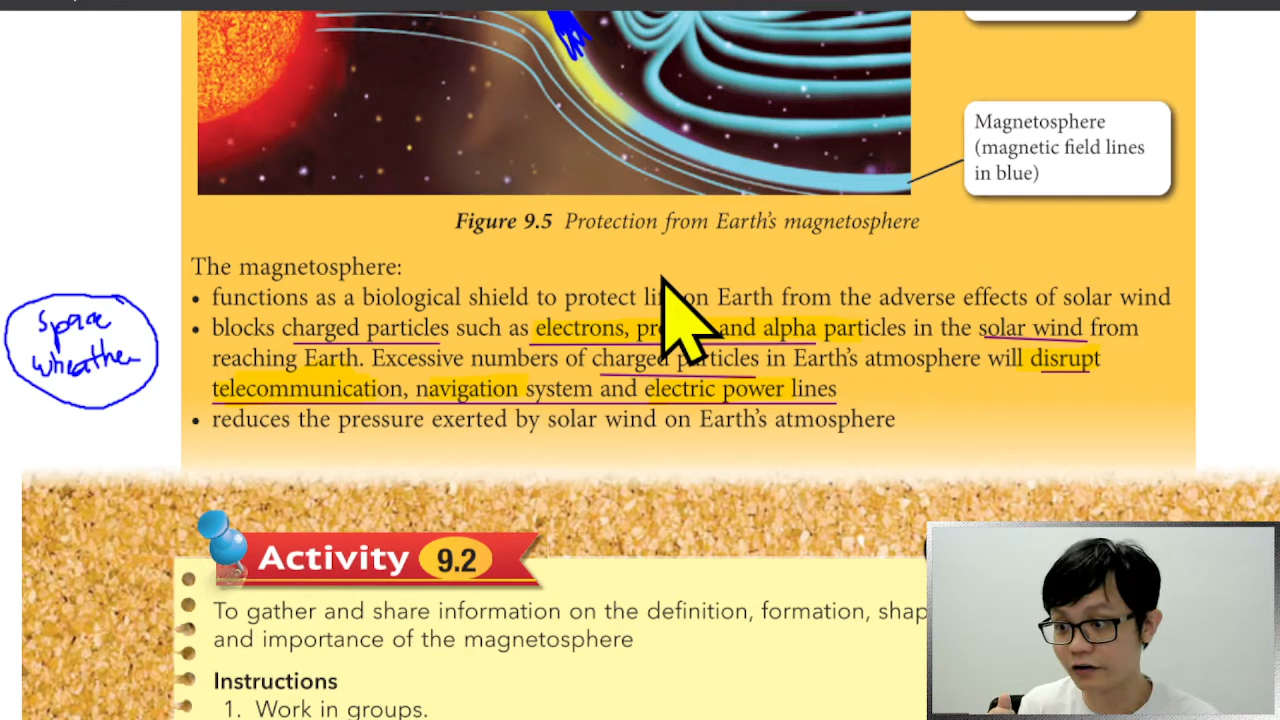 Magnetosphere
(magnetic field lines
in blue)
Figure 9.5 Protection from Earth's magnetosphere
The magnetosphere:
• functions as a biological shield to protect life on Earth from the adverse effects of solar wind
• blocks charged particles such as electrons, and alpha particles in the solar wind from
reaching Earth. Excessive numbers of charged particles in Earth's atmosphere will disrupt
telecommunication, navigation system and electric power lines
• reduces the pressure exerted by solar wind on Earth's atmosphere
Space
wheather
Activity 9.2
To gather and share information on the definition, formation, shap
and importance of the magnetosphere
Instructions
1. Work in groups.